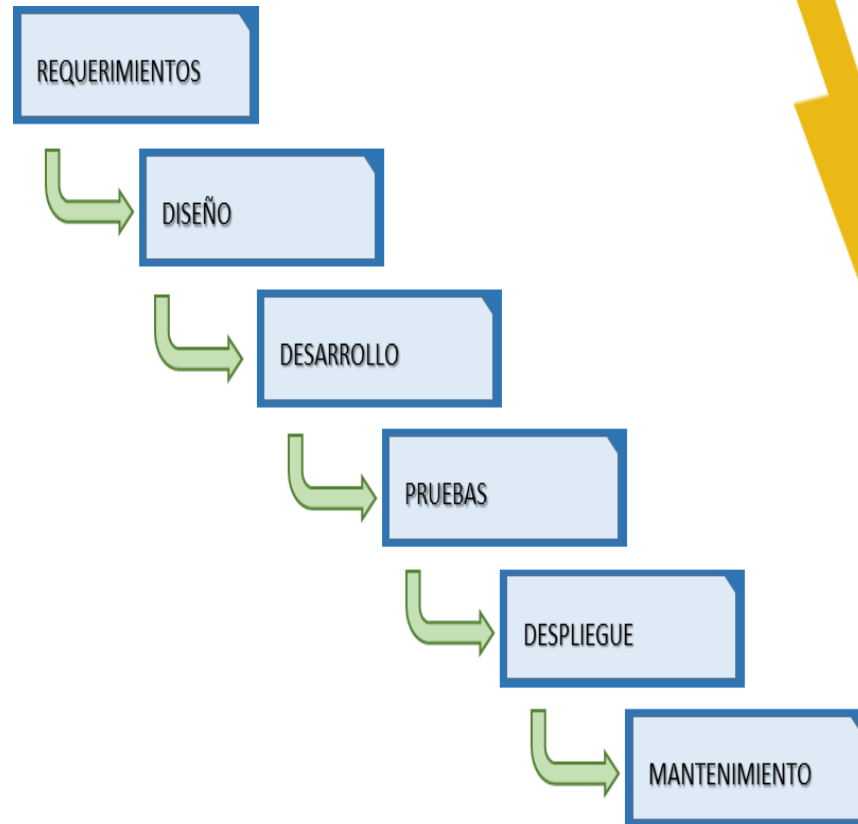 REQUERIMIENTOS
DISEÑO
DESARROLLO
PRUEBAS
DESPLIEGUE
MANTENIMIENTO